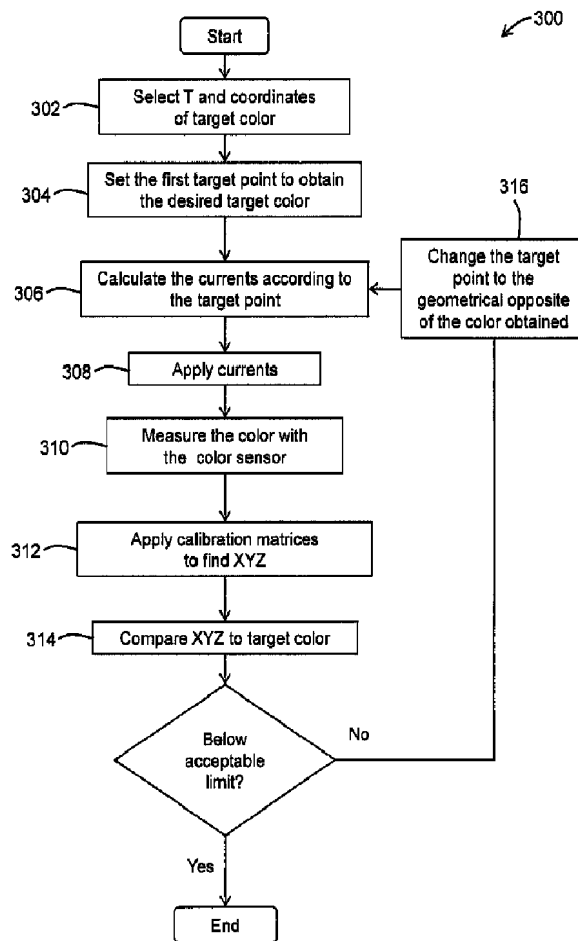 300
Start
302
Select T and coordinates
of target color
304
Set the first target point to obtain
the desired target color
316
Change the target
point to the
geometrical opposite
of the color obtained
306
Calculate the currents according to
the target point
308
Apply currents
310
Measure the color with
the color sensor
312
Apply calibration matrices
to find XYZ
314
Compare XYZ to target color
Below
acceptable
limit?
No
Yes
End